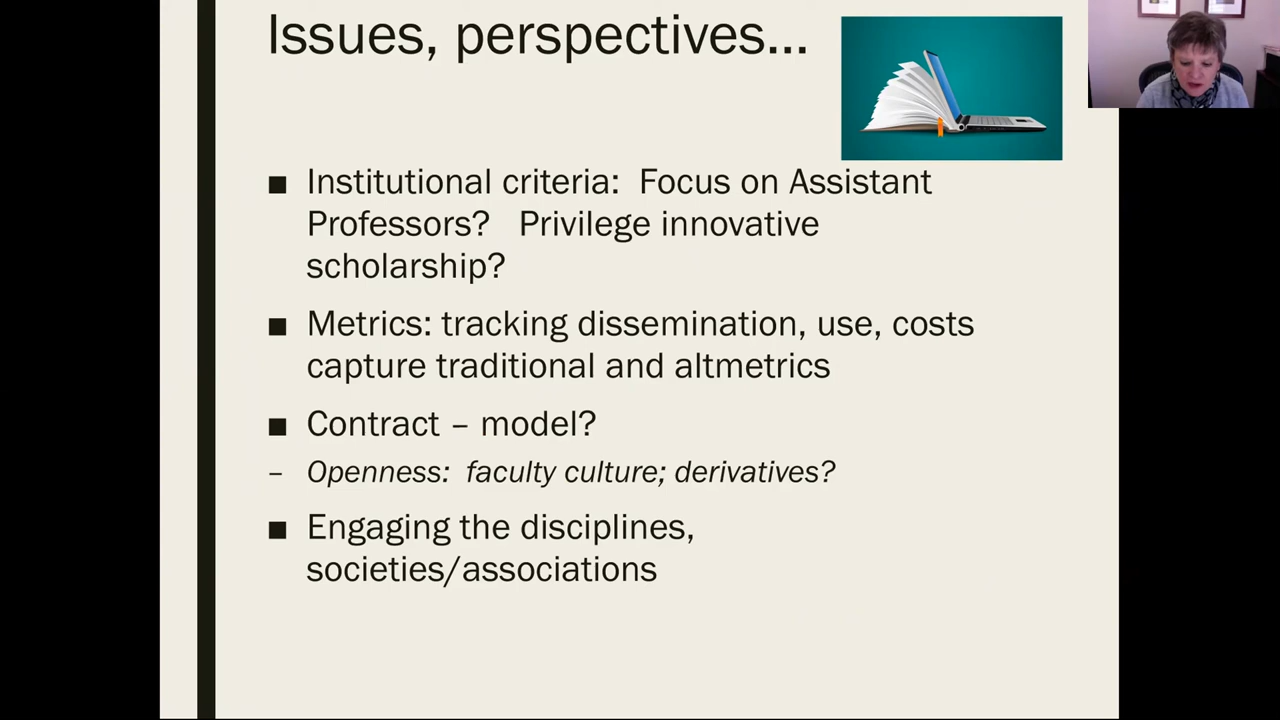 Issues, perspectives...
■ Institutional criteria:  Focus on Assistant
Professors?   Privilege innovative
scholarship?
■ Metrics: tracking dissemination, use, costs
capture traditional and altmetrics
■ Contract – model?
– Openness:  faculty culture; derivatives?
■ Engaging the disciplines,
societies/associations